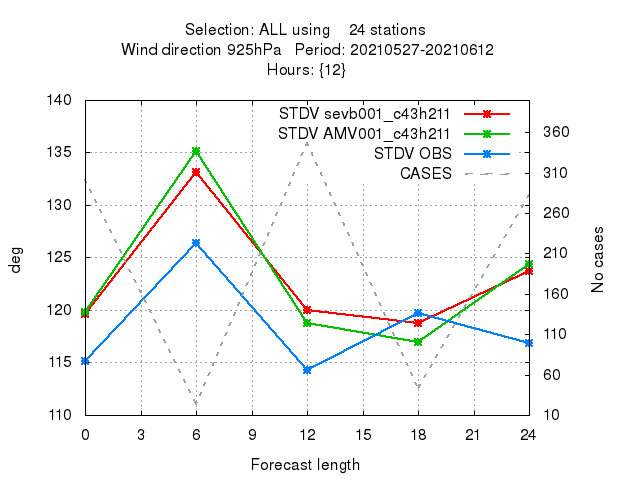 Selection: ALL using    24 stations
Wind direction 925hPa   Period: 20210527-20210612
Hours: {12}
STDV sevb001_c43h211
STDV AMV001_c43h211
STDV OBS
CASES
140
135
130
125
120
115
110
deg
360
310
260
210
160
110
60
10
No cases
0 3 6 9 12 15 18 21 24
Forecast length